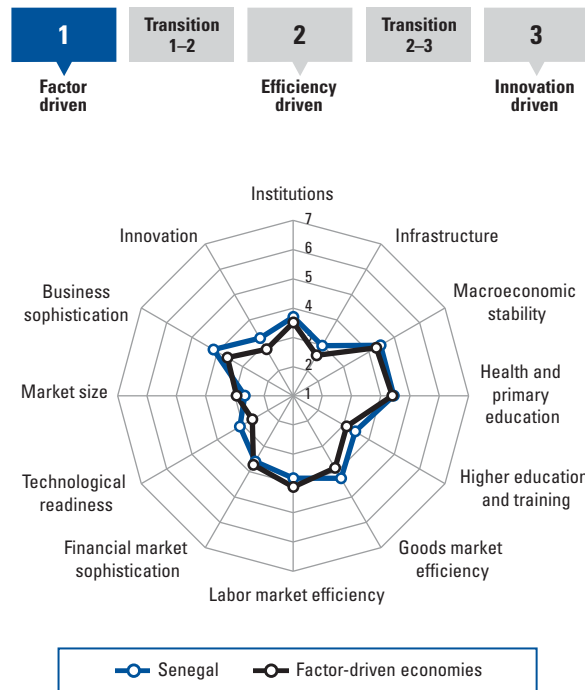 1
Transition
1–2
2
Transition
2–3
3
Factor
driven
Efficiency
driven
Innovation
driven
Institutions
7
Innovation
Infrastructure
6
5
Business
sophistication
Macroeconomic
stability
4
3
2
Market size
1
Health and
primary
education
Technological
readiness
Higher education
and training
Financial market
sophistication
Goods market
efficiency
Labor market efficiency
Senegal
Factor-driven economies